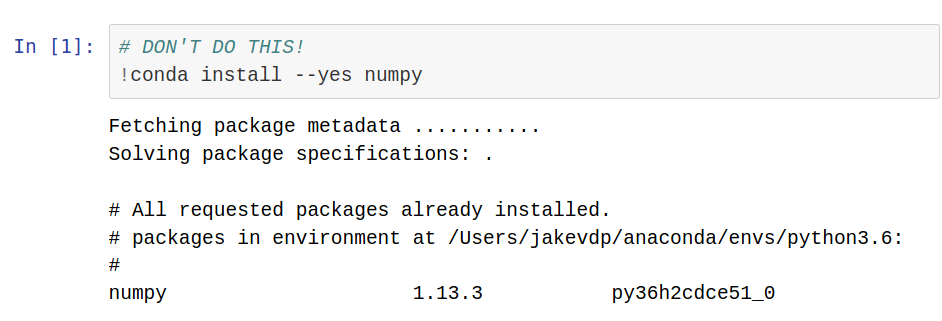 In [1]: # DON'T DO THIS!
!conda install --yes numpy
Fetching package metadata ...........
Solving package specifications: .
# All requested packages already installed.
# packages in environment at /Users/jakevdp/anaconda/envs/python3.6:
#
numpy                     1.13.3           py36h2cdce51_0